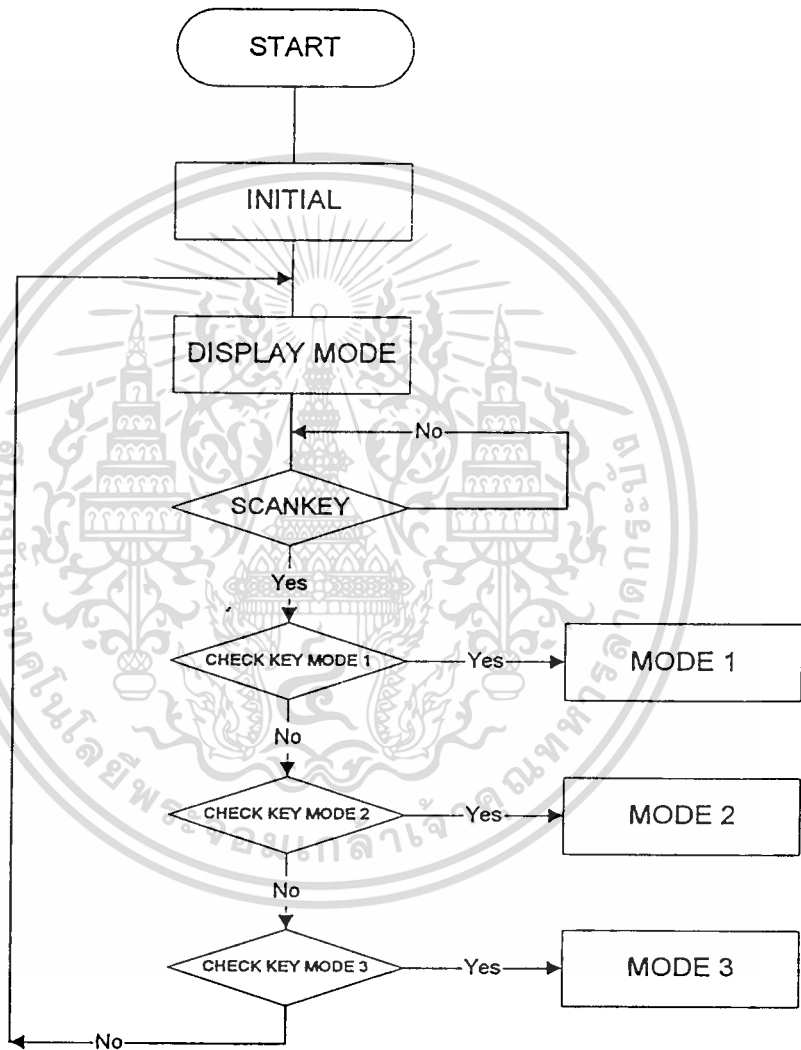 START
INITIAL
DISPLAY MODE
No
SCANKEY
Yes
CHECK KEY MODE 1
Yes
MODE 1
No
CHECK KEY MODE 2
Yes
MODE 2
No
CHECK KEY MODE 3
Yes
MODE 3
No